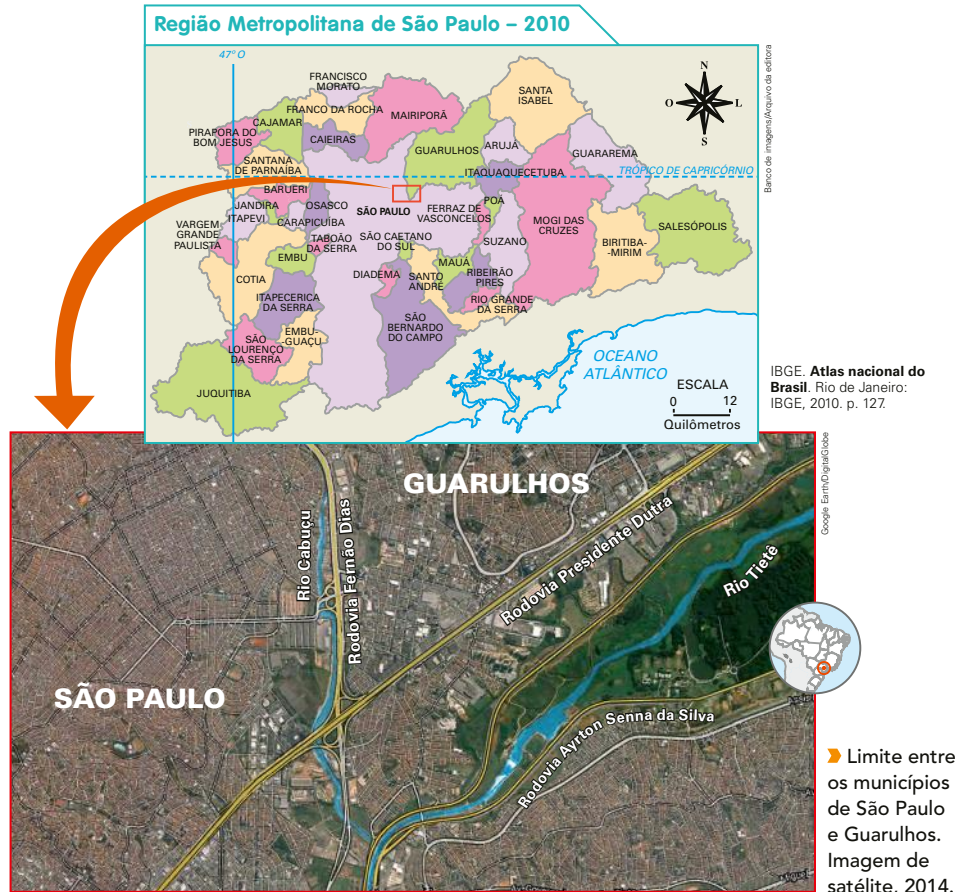 Região Metropolitana de São Paulo – 2010
47º O
FRANCISCO
MORATO
FRANCO DA ROCHA
CAJAMAR
MAIRIPORÃ
SANTA
ISABEL
N
O
L
S
PIRAPORA DO
BOM JESUS
CAIEIRAS
GUARULHOS
ARUJÁ
GUARAREMA
SANTANA
DE PARNAÍBA
ITAQUAQUECETUBA
TRÓPICO DE CAPRICÓRNIO
BARUERI
JANDIRA
OSASCO
SÃO PAULO
FERRAZ DE
VASCONCELOS
POÁ
MOGI DAS
CRUZES
SALESÓPOLIS
ITAPEVI
CARAPICUÍBA
VARGEM
GRANDE
PAULISTA
TABOÃO
DA SERRA
SÃO CAETANO
DO SUL
SUZANO
BIRITIBA-
-MIRIM
EMBU
MAUÁ
COTIA
DIADEMA
SANTO
ANDRÉ
RIBEIRÃO
PIRES
ITAPECERICA
DA SERRA
RIO GRANDE
DA SERRA
SÃO
BERNARDO
DO CAMPO
EMBU-
-GUAÇU
SÃO
LOURENÇO
DA SERRA
JUQUITIBA
OCEANO
ATLÂNTICO
ESCALA
0 12
Quilômetros
Banco de imagens/Arquivo da editora
IBGE. Atlas nacional do
Brasil. Rio de Janeiro:
IBGE, 2010. p. 127.
GUARULHOS
Rio Cabuçu
Rodovia Fernão Dias
Rodovia Presidente Dutra
Rio Tietê
SÃO PAULO
Rodovia Ayrton Senna da Silva
Google Earth/DigitalGlobe
Limite entre
os municípios
de São Paulo
e Guarulhos.
Imagem de
satélite, 2014.